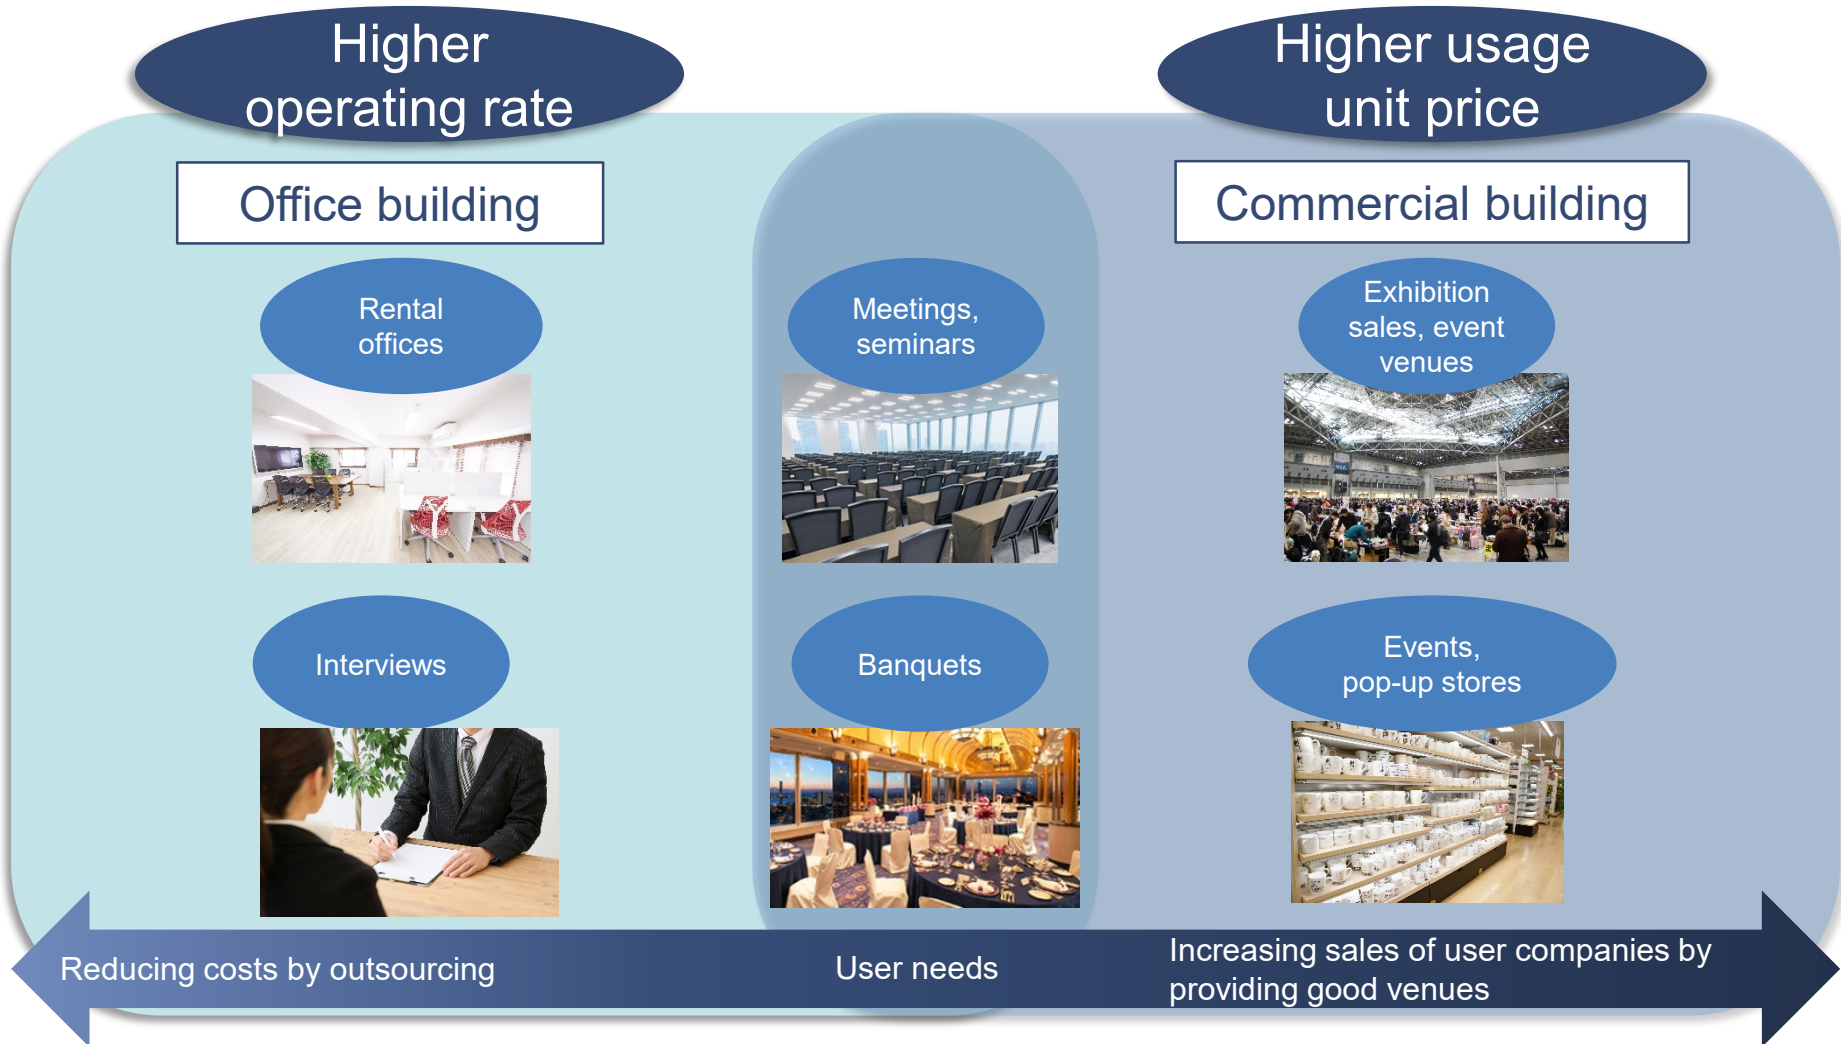 Higher
operating rate
Higher usage
unit price
Office building
Commercial building
Rental
offices
Meetings,
seminars
Exhibition
sales, event
venues
Interviews
Banquets
Events,
pop-up stores
Reducing costs by outsourcing
User needs
Increasing sales of user companies by
providing good venues